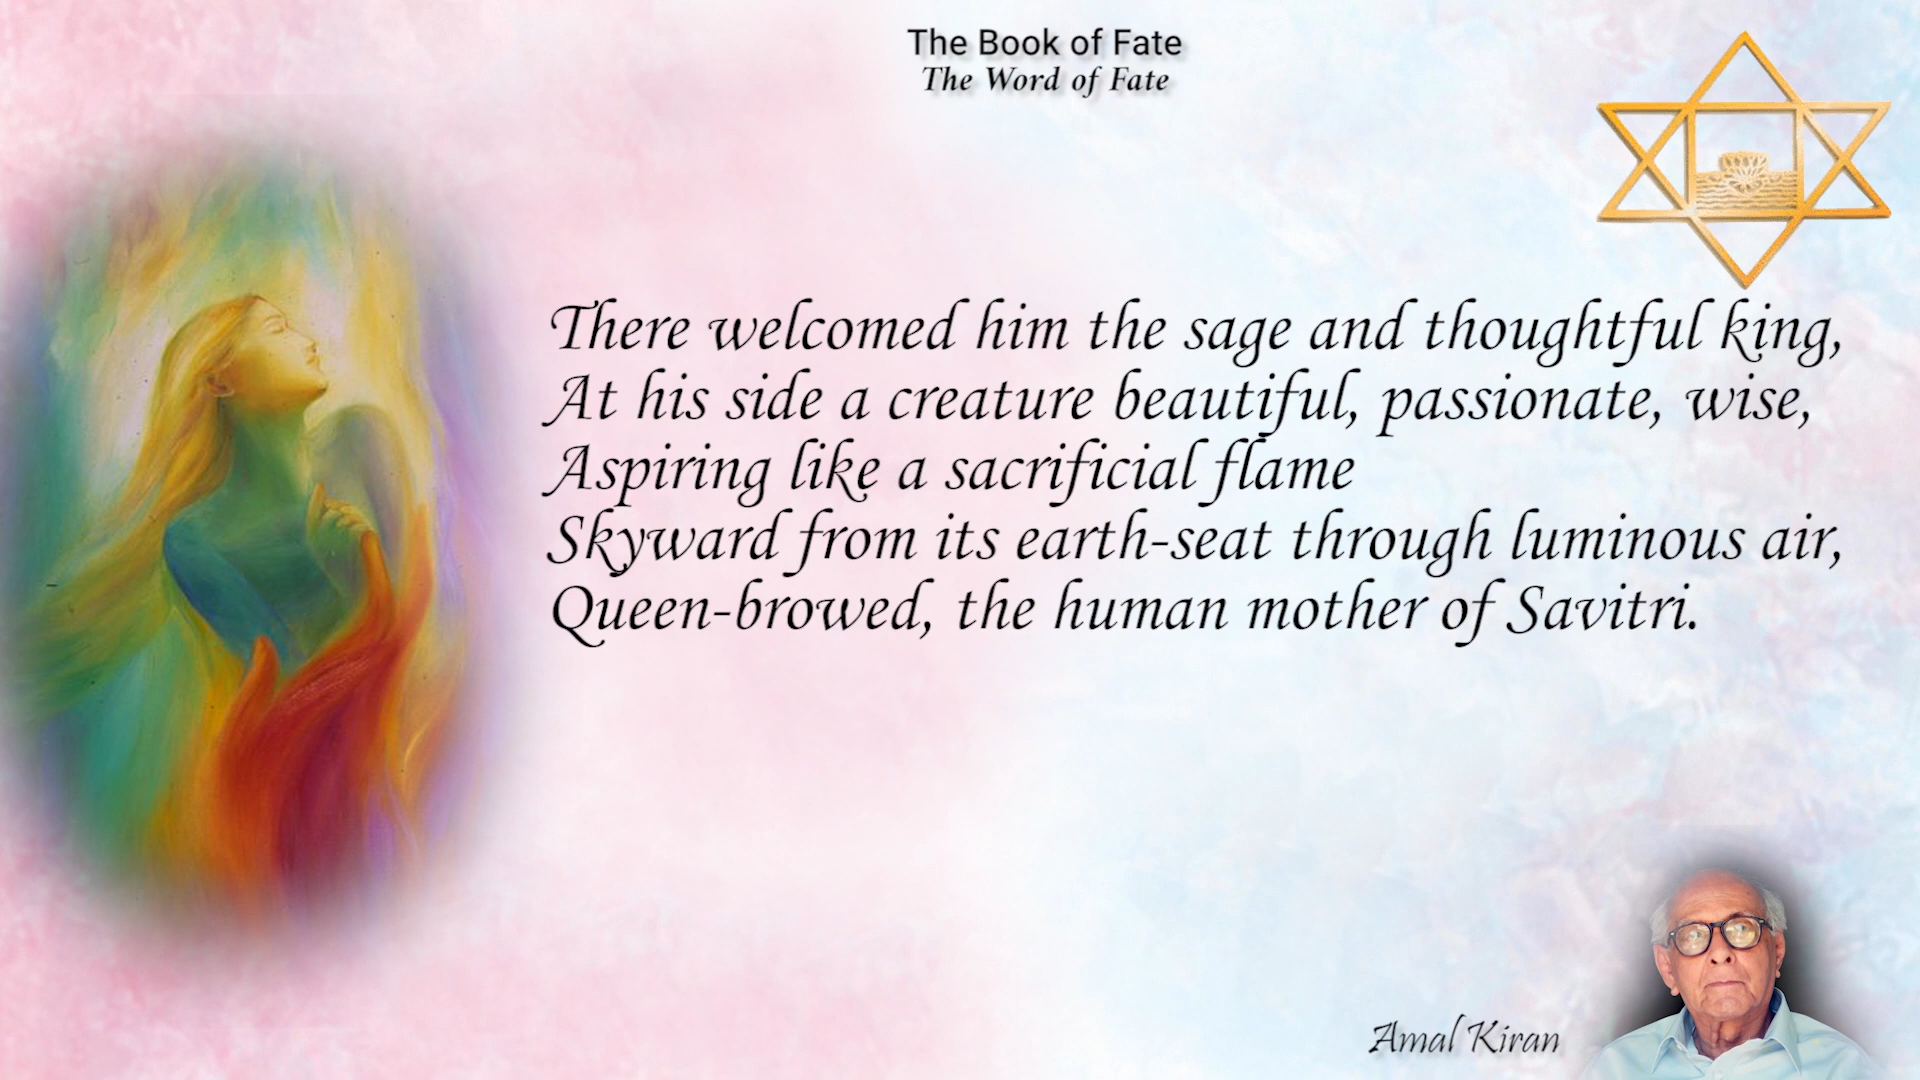 The Book of Fate
The Word of Fate
There welcomed him the sage and thoughtful king,
At his side a creature beautiful, passionate, wise,
Aspiring like a sacrificial flame
Skyward from its earth-seat through luminous air,
Queen-browed, the human mother of Savitri.
Amal Kiran